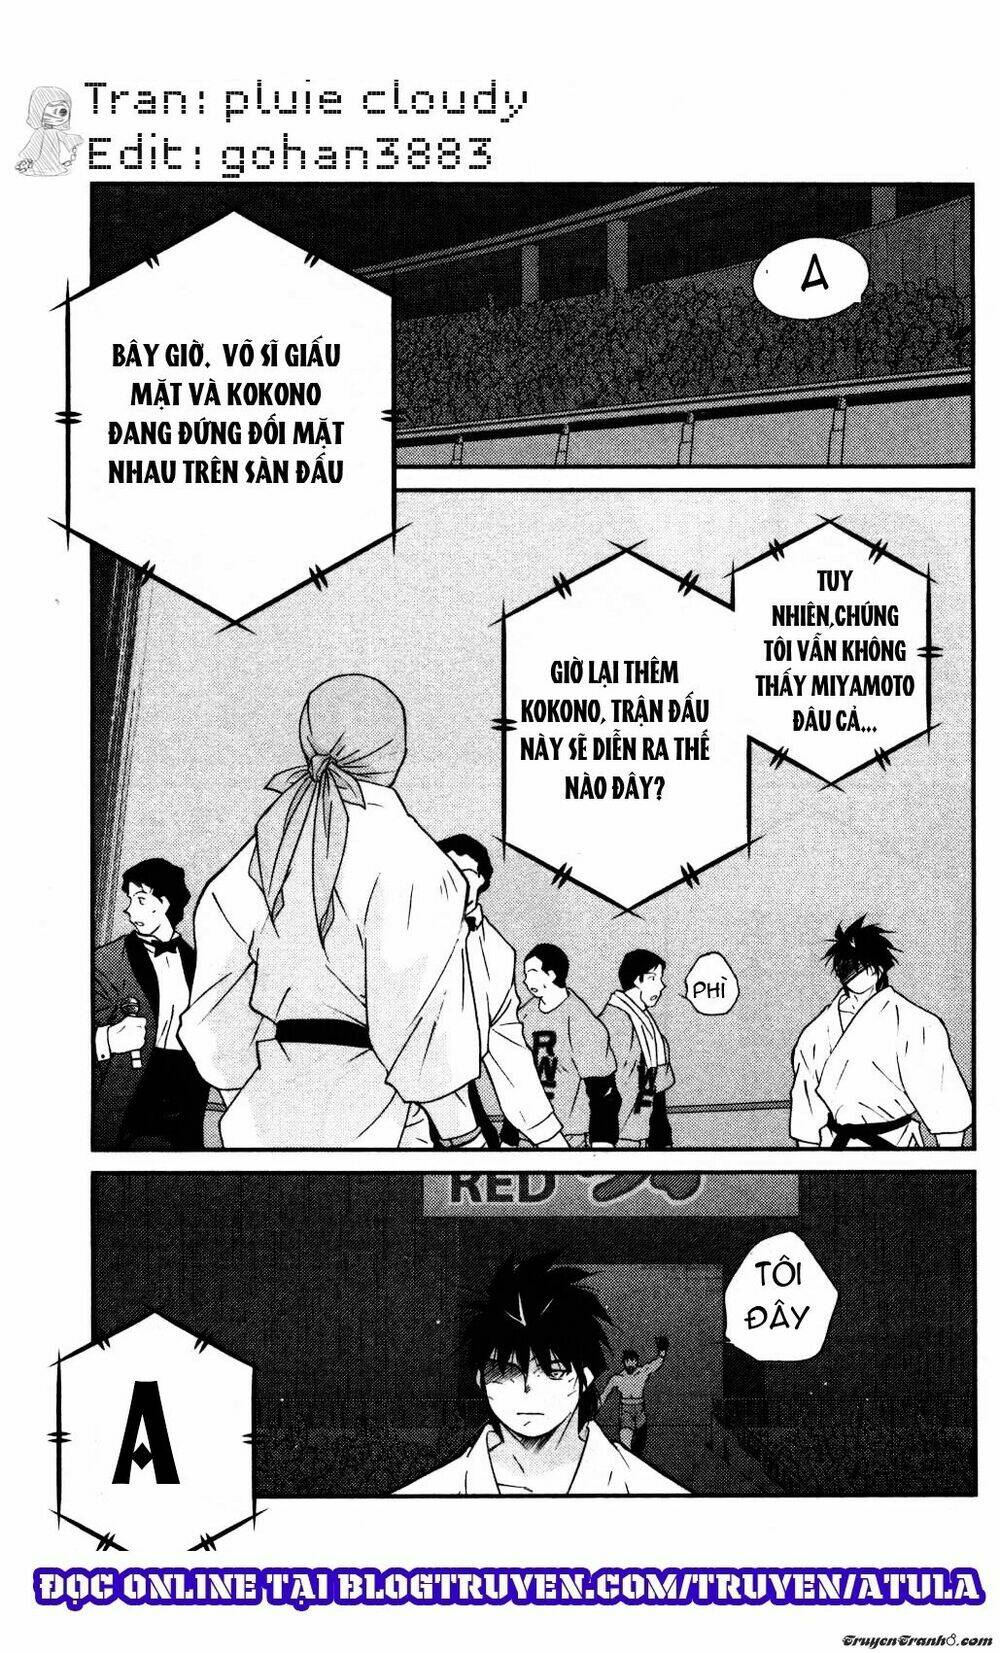 Tran: pluie cloudy
Edit: gohan3883
A
BÂY GIỜ, VÕ SĨ GIẤU
MẶT VÀ KOKONO
ĐANG ĐỨNG ĐỐI MẶT
NHAU TRÊN SÀN ĐẤU
TUY
NHIÊN,CHÚNG
TÔI VẪN KHÔNG
THẤY MIYAMOTO
ĐÂU CẢ...
GIỜ LẠI THÊM
KOKONO, TRẬN ĐẤU
NÀY SẼ DIỄN RA THẾ
NÀO ĐÂY?
PHÌ
RWF
RWF
RED
TÔI
ĐÂY
A
ĐỌC ONLINE TẠI BLOGTRUYEN.COM/TRUYEN/ATULA
TruyenTranh8.com